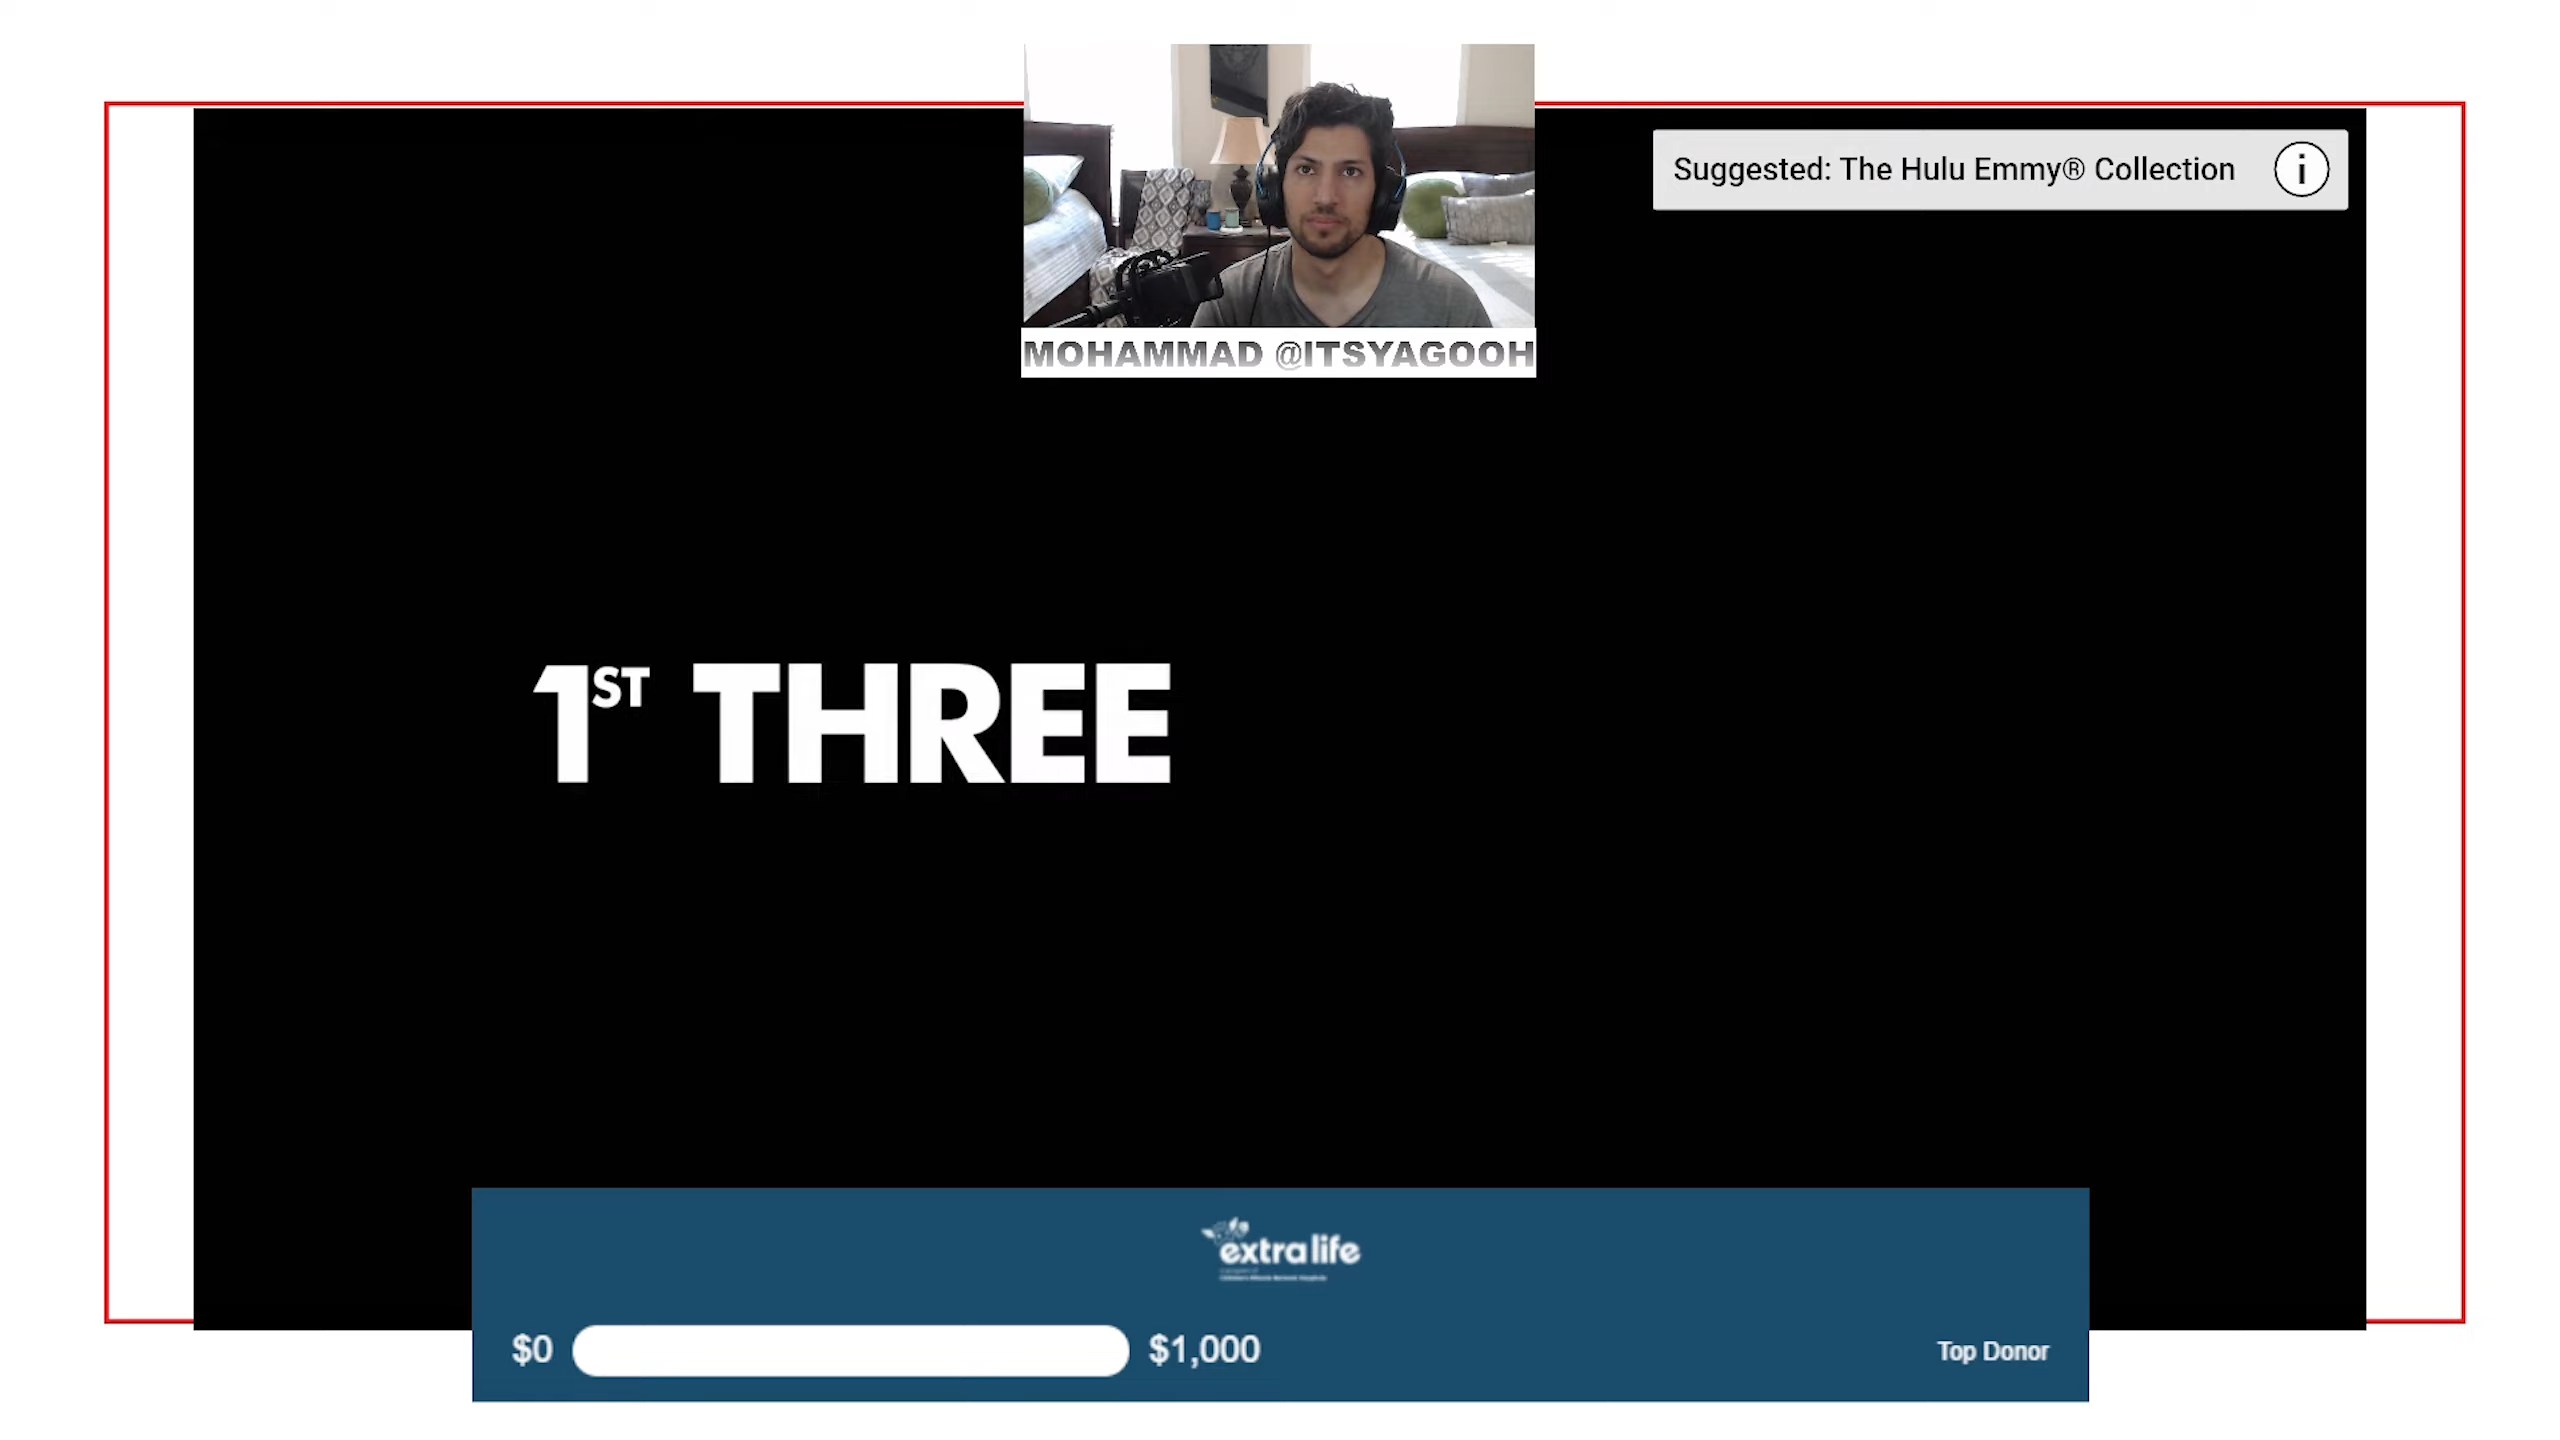 Suggested: The Hulu Emmy® Collection
MOHAMMAD @ITSYAGOOH
1ST THREE
extra life
$0
$1,000
Top Donor